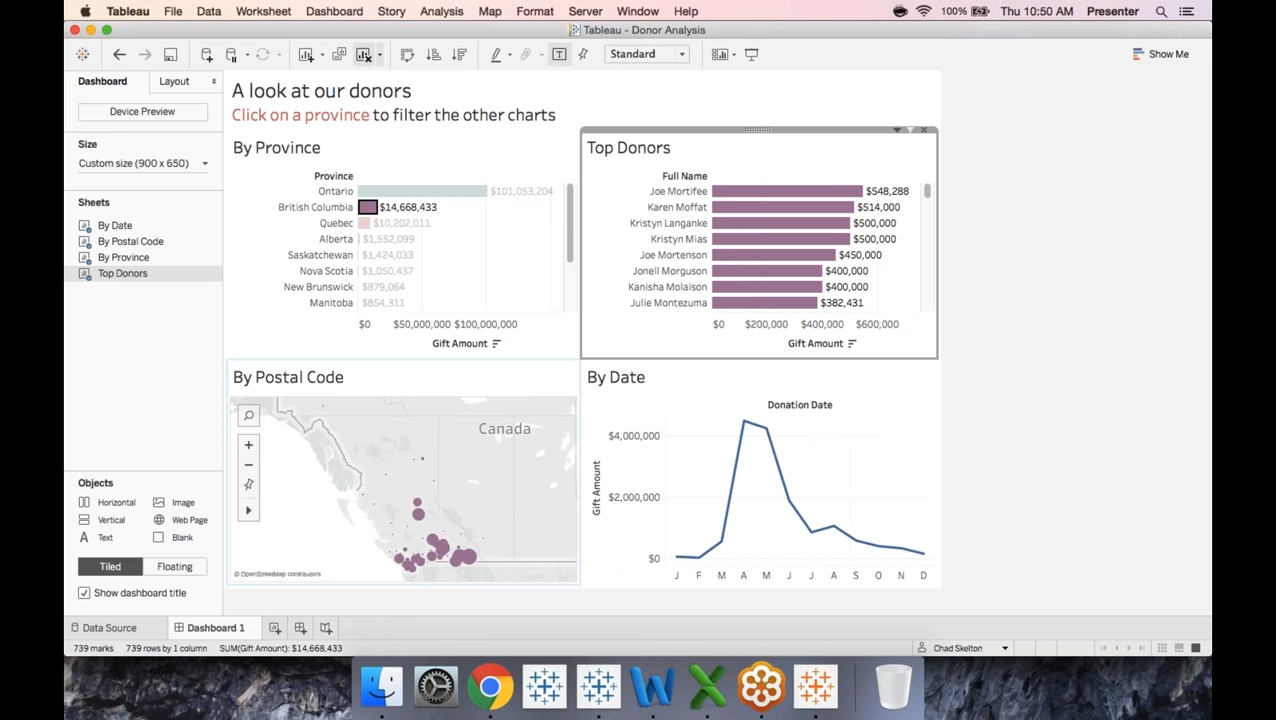 Tableau File Data Worksheet Dashboard Story Analysis Map Format Server Window Help 100% Thu 10:50 AM Presenter
Tableau - Donor Analysis
Standard Show Me
Dashboard Layout
Device Preview
Size
Custom size (900 x 650)
Sheets
By Date
By Postal Code
By Province
Top Donors
Objects
Horizontal Image
Vertical Web Page
A Text Blank
Tiled Floating
Show dashboard title
A look at our donors
Click on a province to filter the other charts
By Province
Province
Ontario $101,053,204
British Columbia $14,668,433
Quebec $10,202,011
Alberta $1,552,099
Saskatchewan $1,424,033
Nova Scotia $1,050,437
New Brunswick $879,064
Manitoba $854,311
$0 $50,000,000 $100,000,000
Gift Amount
Top Donors
Full Name
Joe Mortifee $548,288
Karen Moffat $514,000
Kristyn Langanke $500,000
Kristyn Mias $500,000
Joe Mortenson $450,000
Jonell Morguson $400,000
Kanisha Molaison $400,000
Julie Montezuma $382,431
$0 $200,000 $400,000 $600,000
Gift Amount
By Postal Code
Canada
© OpenStreetMap contributors
By Date
Donation Date
$4,000,000
$2,000,000
$0
Gift Amount
J F M A M J J A S O N D
Data Source Dashboard 1
739 marks 739 rows by 1 column SUM(Gift Amount): $14,668,433 Chad Skelton